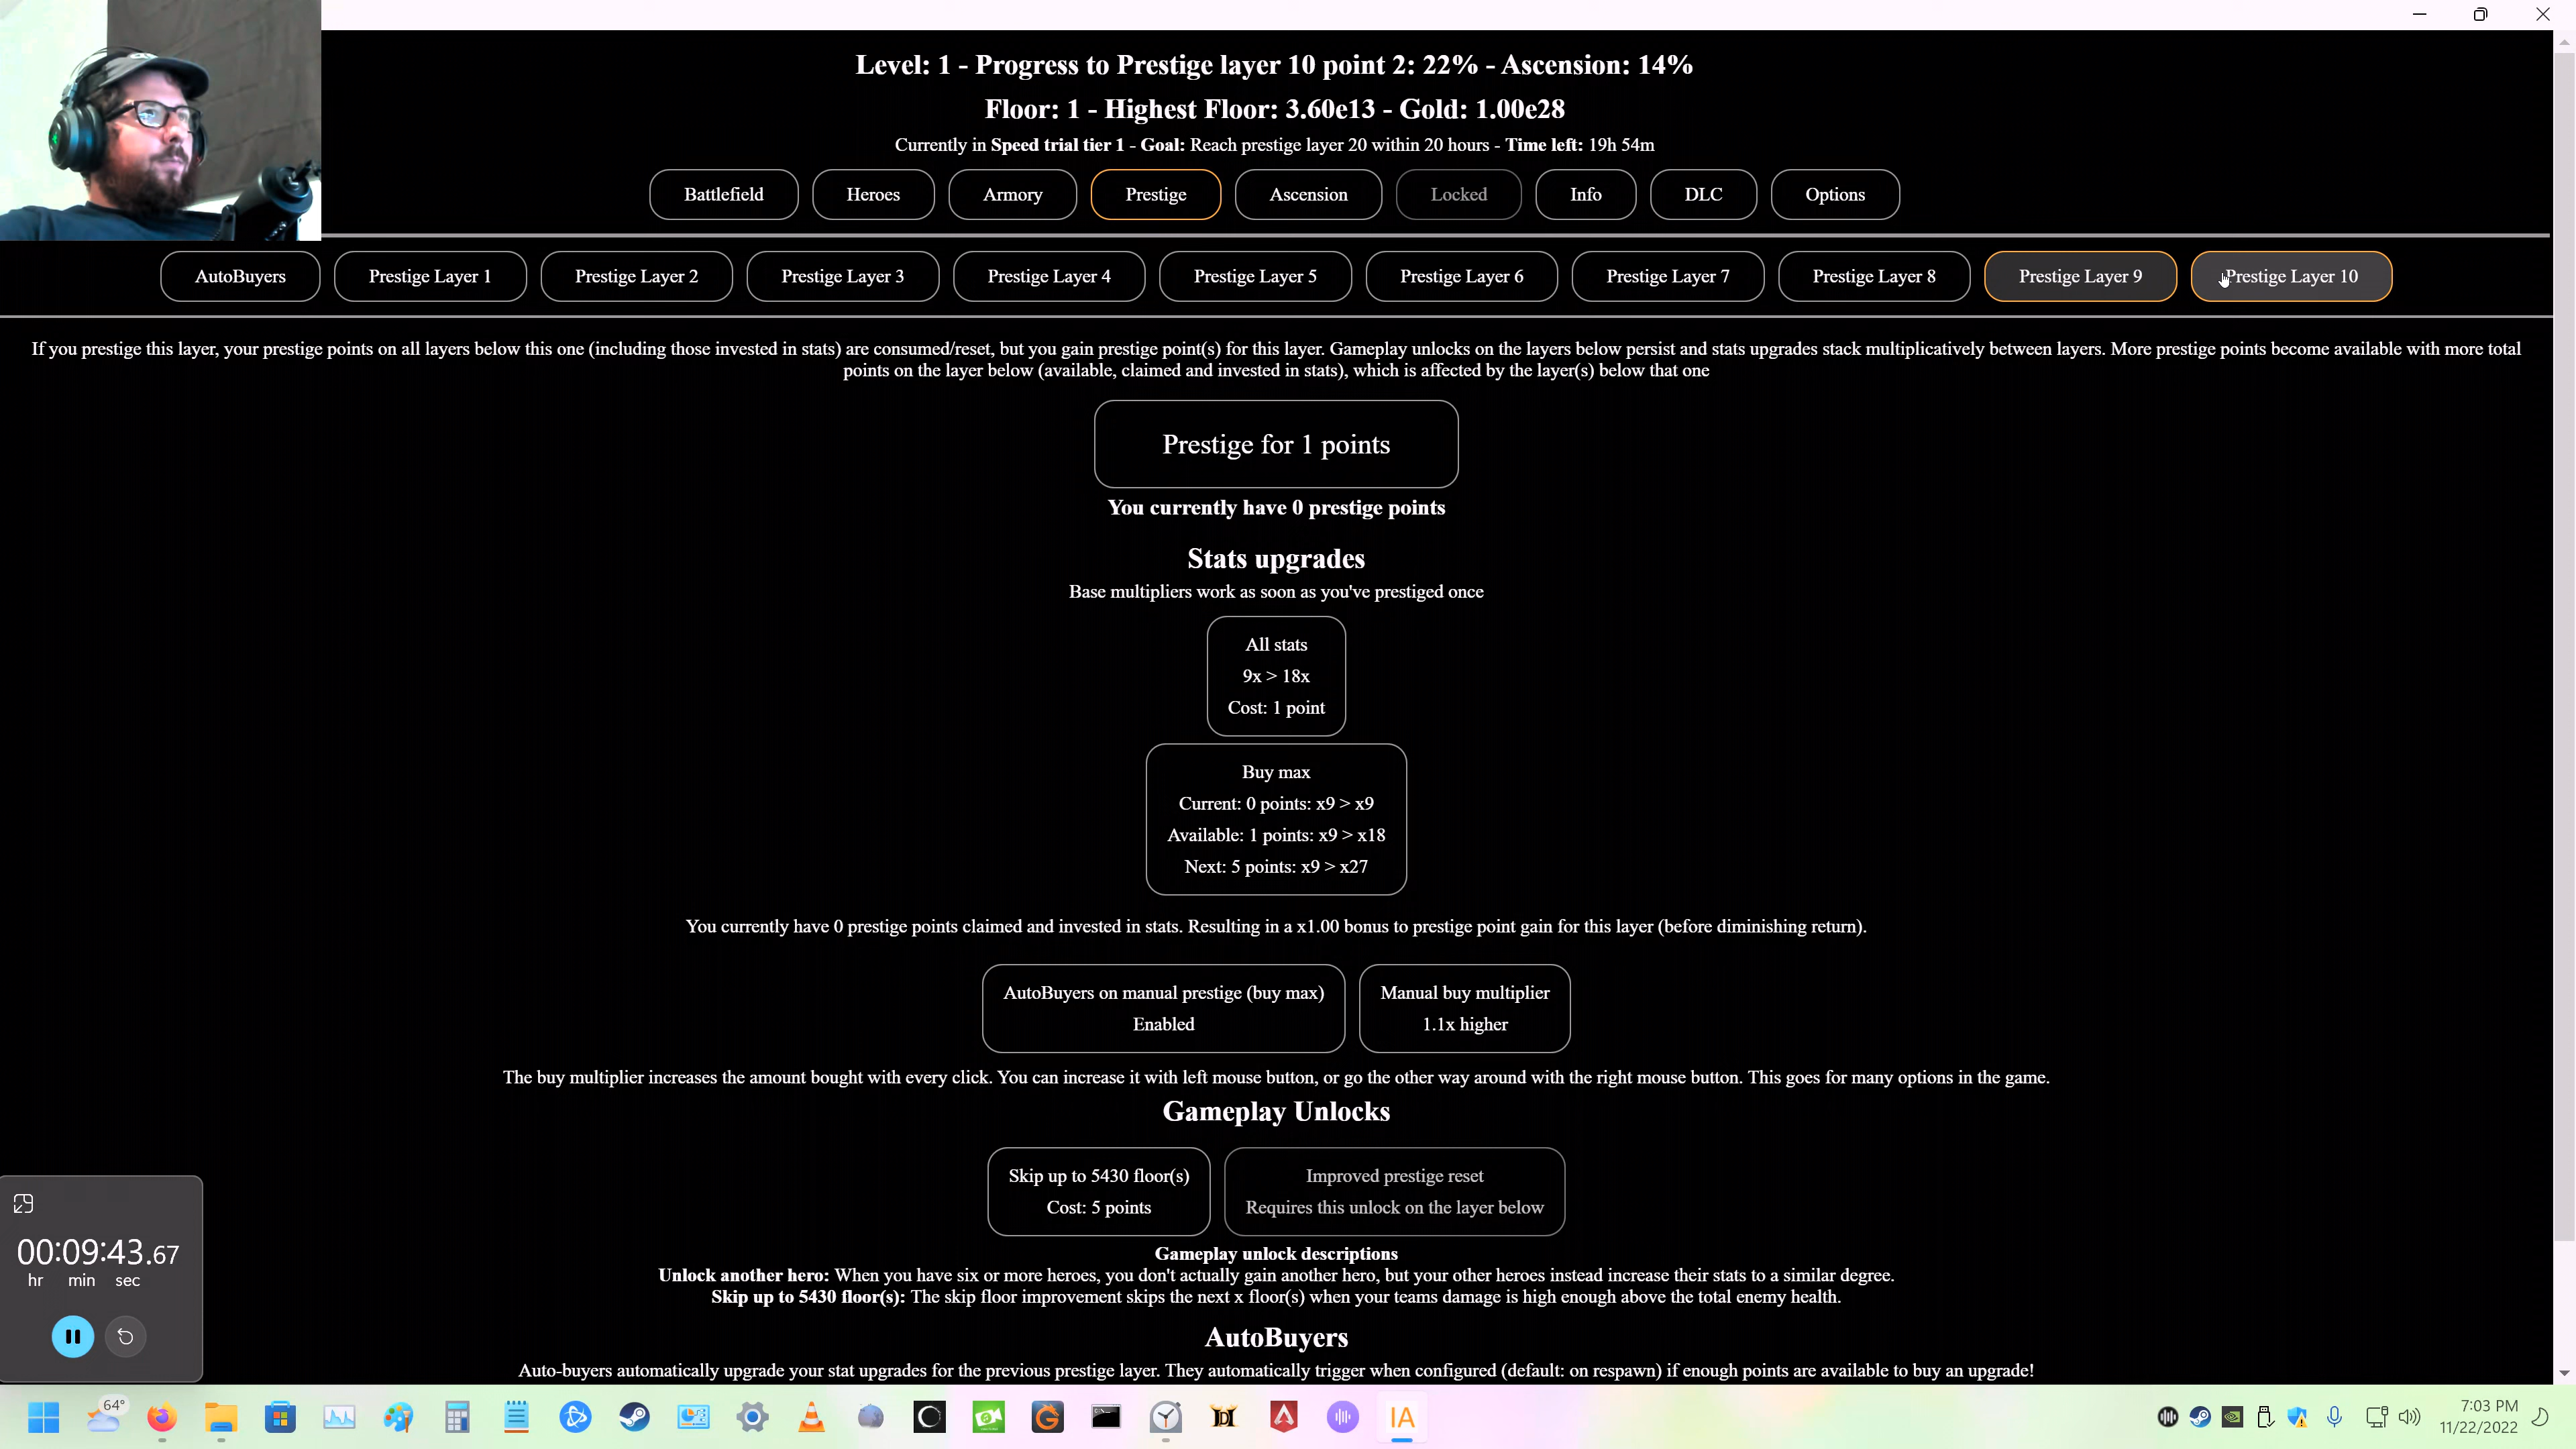 Level: 1 - Progress to Prestige layer 10 point 2: 22% - Ascension: 14%
Floor: 1 - Highest Floor: 3.60e13 - Gold: 1.00e28
Currently in Speed trial tier 1 - Goal: Reach prestige layer 20 within 20 hours - Time left: 19h 54m
Battlefield Heroes Armory Prestige Ascension Locked Info DLC Options
AutoBuyers Prestige Layer 1 Prestige Layer 2 Prestige Layer 3 Prestige Layer 4 Prestige Layer 5 Prestige Layer 6 Prestige Layer 7 Prestige Layer 8 Prestige Layer 9 Prestige Layer 10
If you prestige this layer, your prestige points on all layers below this one (including those invested in stats) are consumed/reset, but you gain prestige point(s) for this layer. Gameplay unlocks on the layers below persist and stats upgrades stack multiplicatively between layers. More prestige points become available with more total
points on the layer below (available, claimed and invested in stats), which is affected by the layer(s) below that one
Prestige for 1 points
You currently have 0 prestige points
Stats upgrades
Base multipliers work as soon as you've prestiged once
All stats
9x > 18x
Cost: 1 point
Buy max
Current: 0 points: x9 > x9
Available: 1 points: x9 > x18
Next: 5 points: x9 > x27
You currently have 0 prestige points claimed and invested in stats. Resulting in a x1.00 bonus to prestige point gain for this layer (before diminishing return).
AutoBuyers on manual prestige (buy max) Manual buy multiplier
Enabled 1.1x higher
The buy multiplier increases the amount bought with every click. You can increase it with left mouse button, or go the other way around with the right mouse button. This goes for many options in the game.
Gameplay Unlocks
Skip up to 5430 floor(s) Improved prestige reset
Cost: 5 points Requires this unlock on the layer below
Gameplay unlock descriptions
Unlock another hero: When you have six or more heroes, you don't actually gain another hero, but your other heroes instead increase their stats to a similar degree.
Skip up to 5430 floor(s): The skip floor improvement skips the next x floor(s) when your teams damage is high enough above the total enemy health.
AutoBuyers
Auto-buyers automatically upgrade your stat upgrades for the previous prestige layer. They automatically trigger when configured (default: on respawn) if enough points are available to buy an upgrade!
00:09:43.67
hr min sec
64°
IA
7:03 PM
11/22/2022